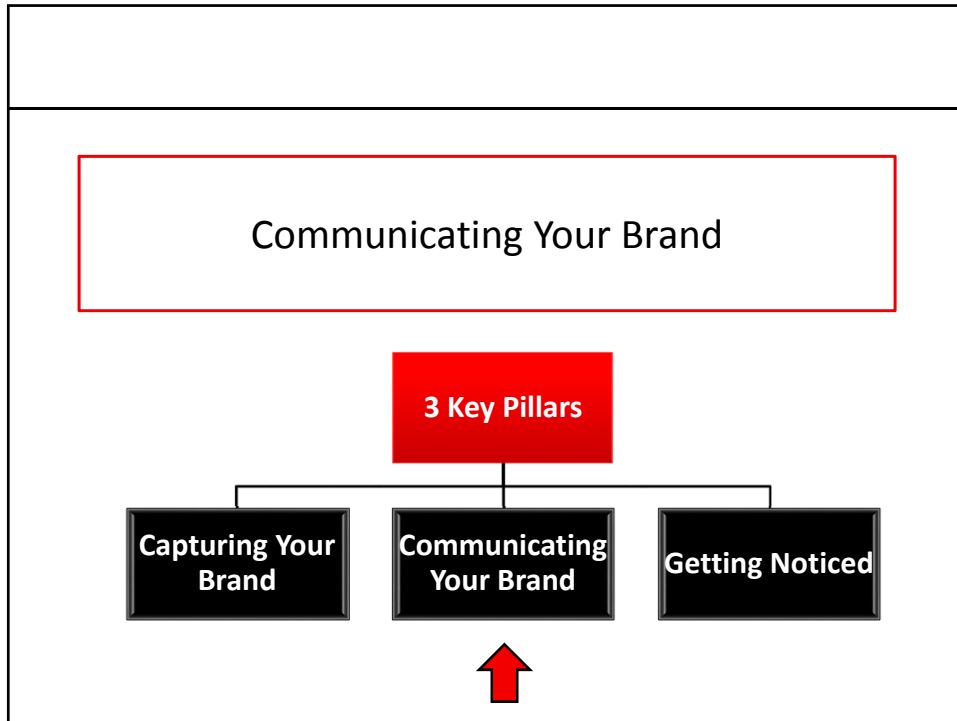 Communicating Your Brand
3 Key Pillars
Capturing Your
Brand
Communicating
Your Brand
Getting Noticed